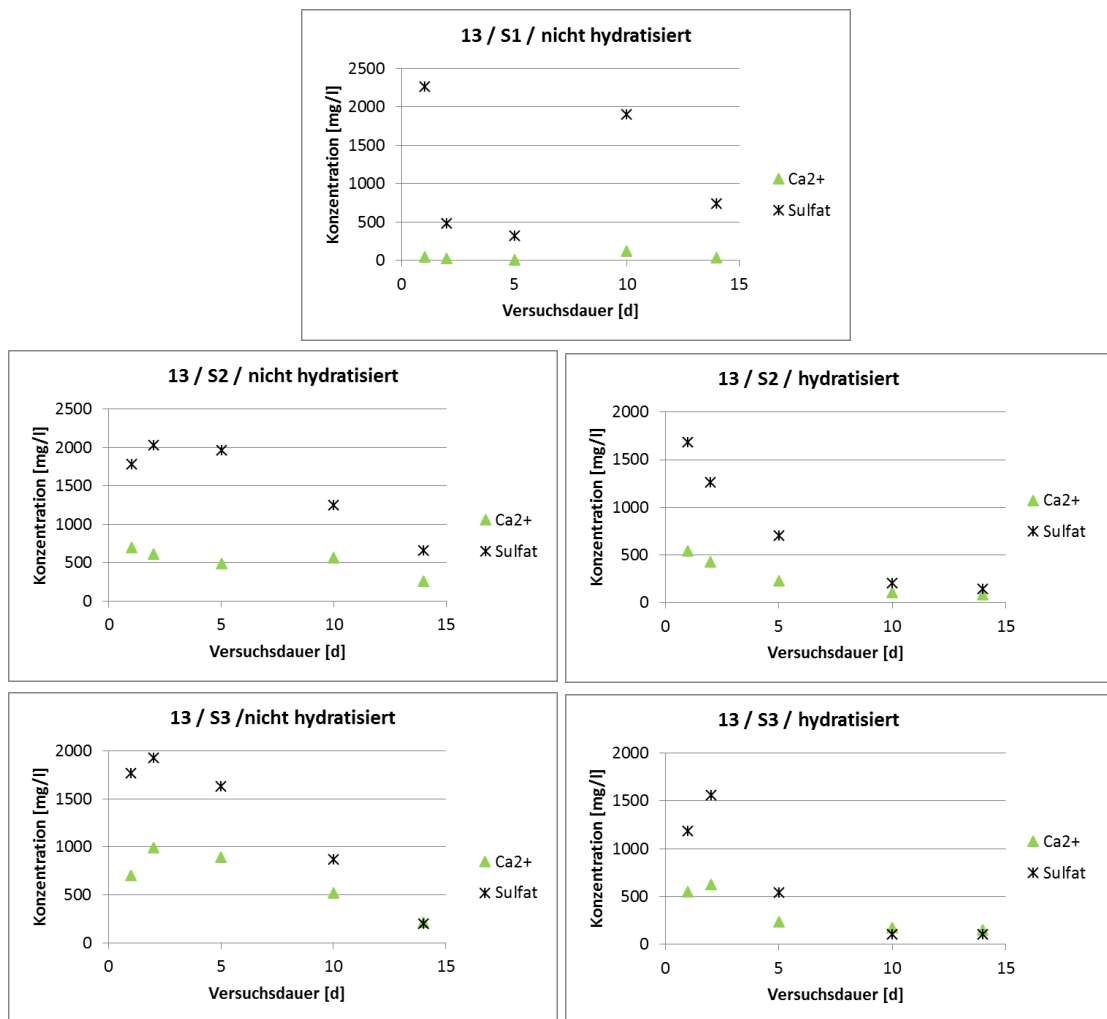 13 / S1 / nicht hydratisiert
Konzentration [mg/l]
2500
2000
1500
1000
500
0
0 5 10 15
Versuchsdauer [d]
Ca2+
Sulfat
13 / S2 / nicht hydratisiert
Konzentration [mg/l]
2500
2000
1500
1000
500
0
0 5 10 15
Versuchsdauer [d]
Ca2+
Sulfat
13 / S2 / hydratisiert
Konzentration [mg/l]
2000
1500
1000
500
0
0 5 10 15
Versuchsdauer [d]
Ca2+
Sulfat
13 / S3 /nicht hydratisiert
Konzentration [mg/l]
2000
1500
1000
500
0
0 5 10 15
Versuchsdauer [d]
Ca2+
Sulfat
13 / S3 / hydratisiert
Konzentration [mg/l]
2000
1500
1000
500
0
0 5 10 15
Versuchsdauer [d]
Ca2+
Sulfat